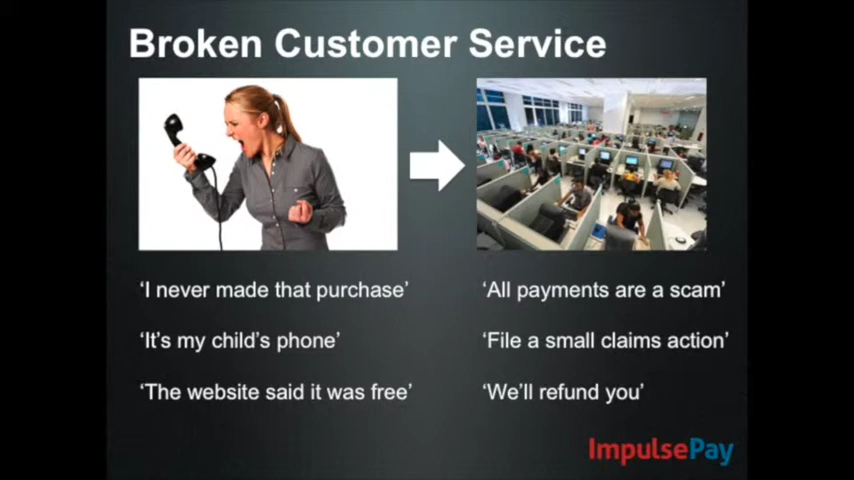 Broken Customer Service
‘I never made that purchase’
‘All payments are a scam’
‘It’s my child’s phone’
‘File a small claims action’
‘The website said it was free’
‘We’ll refund you’
ImpulsePay